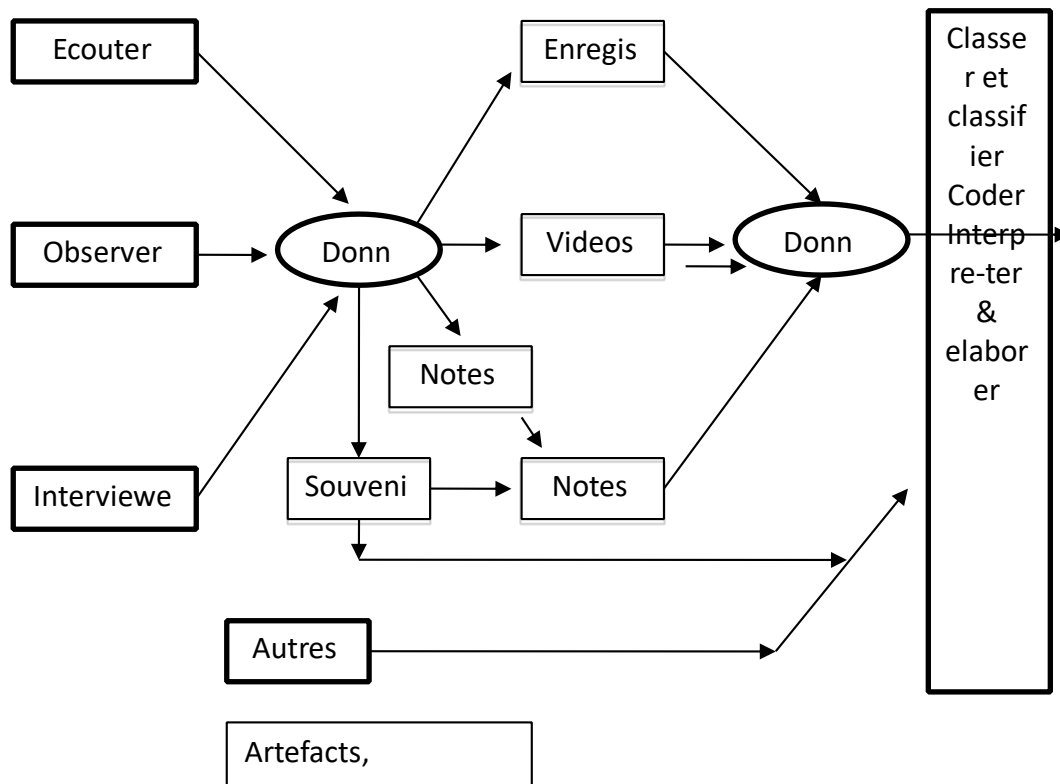 Ecouter
Enregis
Classe
r et
classif
ier
Coder
Interp
re-ter
&
elabor
er
Observer
Donn
Videos
Donn
Notes
Interviewe
Souveni
Notes
Autres
Artefacts,